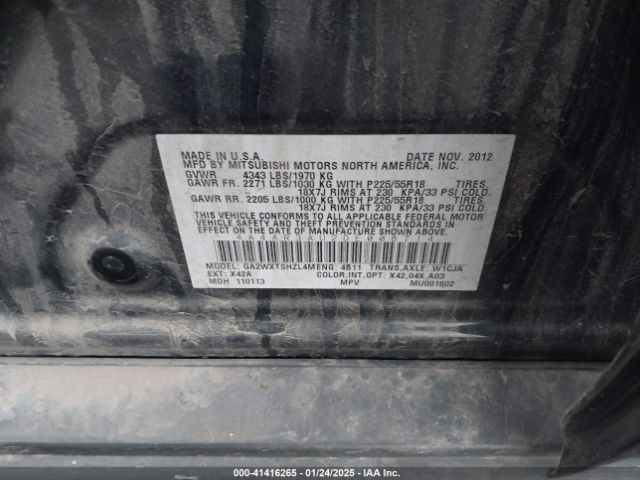 MADE IN U.S.A. DATE NOV. 2012
MFD BY MITSUBISHI MOTORS NORTH AMERICA, INC.
GVWR 4343 LBS/1970 KG
GAWR FR. 2271 LBS/1030 KG WITH P225/55R18 TIRES,
18X7J RIMS AT 230 KPA/33 PSI COLD.
GAWR RR. 2205 LBS/1000 KG WITH P225/55R18 TIRES,
18X7J RIMS AT 230 KPA/33 PSI COLD.
THIS VEHICLE CONFORMS TO ALL APPLICABLE FEDERAL MOTOR
VEHICLE SAFETY AND THEFT PREVENTION STANDARDS IN
EFFECT ON THE DATE OF MANUFACTURE SHOWN ABOVE.
MODEL: GA2WXTSHZL4M ENG: 4B11 TRANS,AXLE: W1CJA
EXT: X42A COLOR,INT,OPT: X42,04X,A03
MDH 110113 MPV MU001602
000-41416265 - 01/24/2025 - IAAI.COM